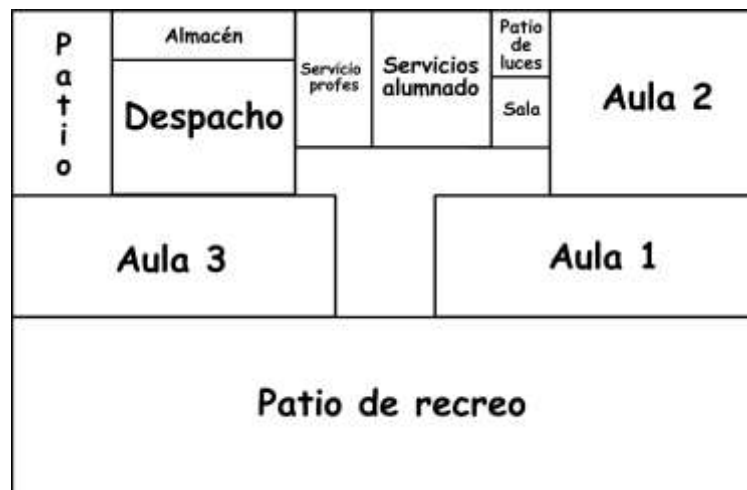 Patio
Almacén
Despacho
Servicio
profes
Servicios
alumnado
Patio
de
luces
Sala
Aula 2
Aula 3
Aula 1
Patio de recreo